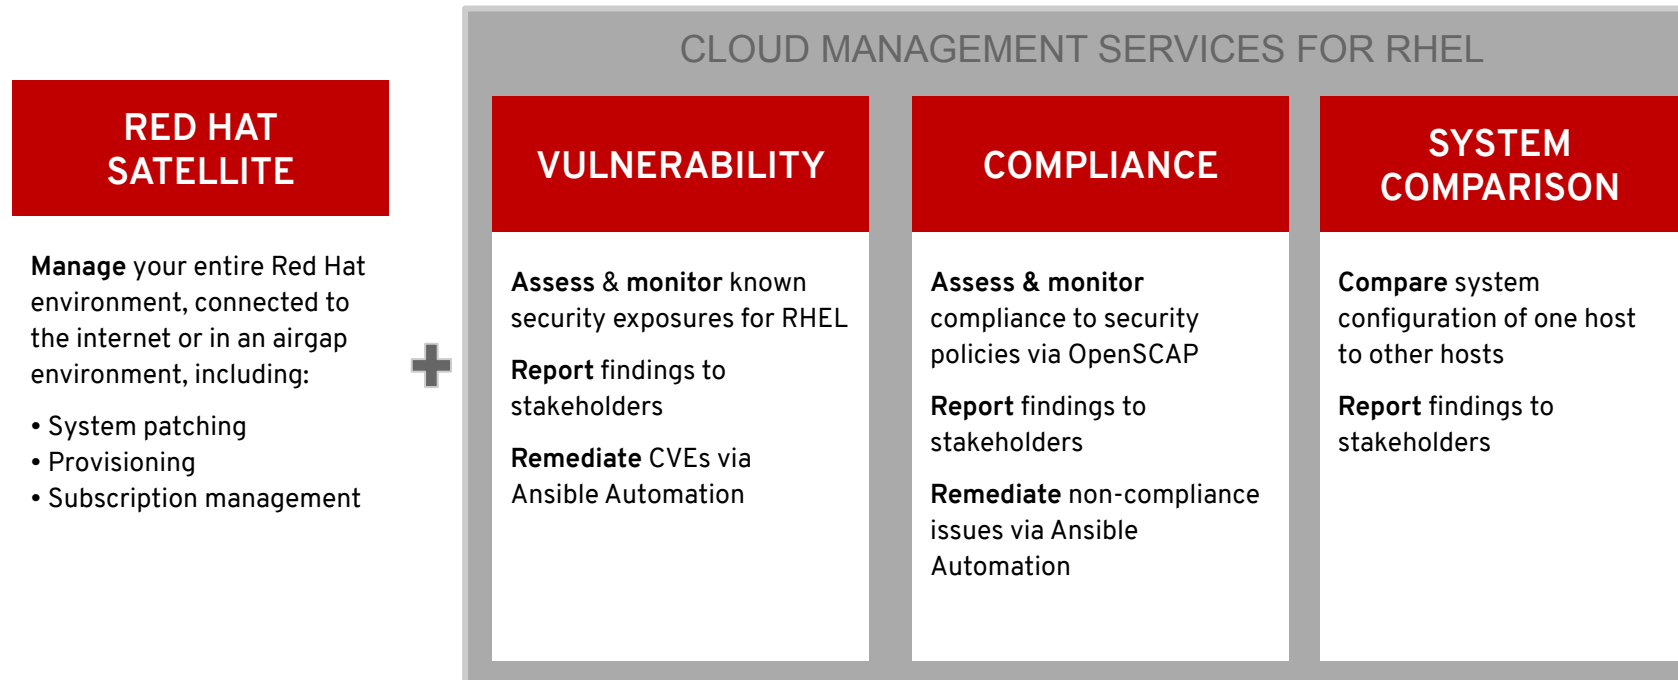 CLOUD MANAGEMENT SERVICES FOR RHEL
RED HAT
SATELLITE
Manage your entire Red Hat
environment, connected to
the internet or in an airgap
environment, including:
• System patching
• Provisioning
• Subscription management
VULNERABILITY
Assess & monitor known
security exposures for RHEL
Report findings to
stakeholders
Remediate CVEs via
Ansible Automation
COMPLIANCE
Assess & monitor
compliance to security
policies via OpenSCAP
Report findings to
stakeholders
Remediate non-compliance
issues via Ansible
Automation
SYSTEM
COMPARISON
Compare system
configuration of one host
to other hosts
Report findings to
stakeholders